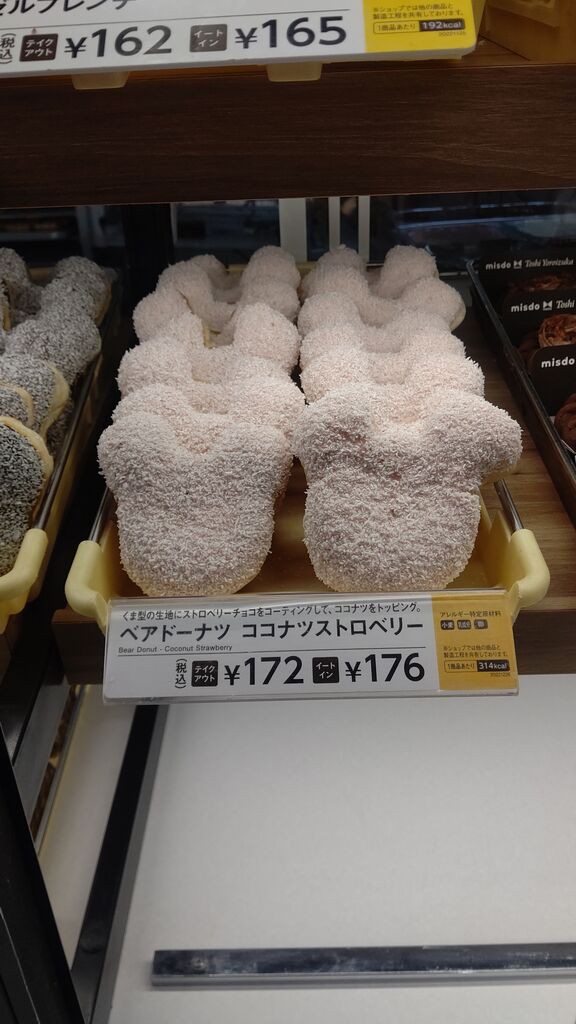 ルフレンチ
(税込) テイクアウト ¥162 イートイン ¥165
※ショップでは他の商品と
製造工程を共有しております。
1商品あたり 192kcal
misdo Toshi Yoroizuka
misdo Toshi
misdo
くま型の生地にストロベリーチョコをコーティングして、ココナツをトッピング。
ベアドーナツ ココナツストロベリー
Bear Donut - Coconut Strawberry
(税込) テイクアウト ¥172 イートイン ¥176
アレルギー特定原材料
小麦 乳成分 卵
※ショップでは他の商品と
製造工程を共有しております。
1商品あたり 314kcal